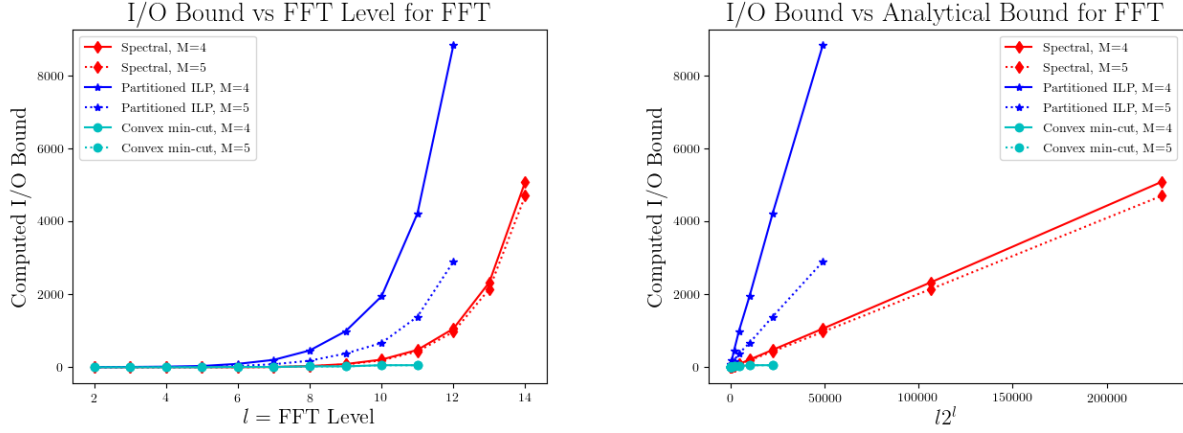 I/O Bound vs FFT Level for FFT
Computed I/O Bound
8000
6000
4000
2000
0
Spectral, M=4
Spectral, M=5
Partitioned ILP, M=4
Partitioned ILP, M=5
Convex min-cut, M=4
Convex min-cut, M=5
2 4 6 8 10 12 14
l = FFT Level
I/O Bound vs Analytical Bound for FFT
Computed I/O Bound
8000
6000
4000
2000
0
Spectral, M=4
Spectral, M=5
Partitioned ILP, M=4
Partitioned ILP, M=5
Convex min-cut, M=4
Convex min-cut, M=5
0 50000 100000 150000 200000
l2^l